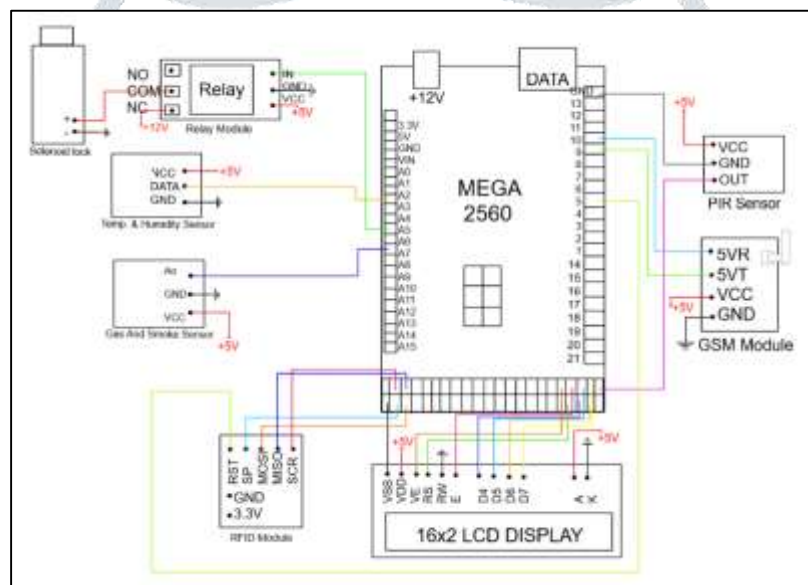 NO
COM
NC
+12V
Relay
IN
GND
VCC
+5V
Relay Module
+
-
Solenoid lock
VCC
DATA
GND
+5V
Temp. & Humidity Sensor
Ao
GND
VCC
+5V
Gas And Smoke Sensor
+12V
DATA
MEGA
2560
3.3V
5V
GND
VIN
A0
A1
A2
A3
A4
A5
A6
A7
A8
A9
A10
A11
A12
A13
A14
A15
GND
13
12
11
10
9
8
7
6
5
4
3
2
1
14
15
16
17
18
19
20
21
+5V
VCC
GND
OUT
PIR Sensor
5VR
5VT
VCC
GND
+5V
GSM Module
RST
SP
MOSI
MISO
SCR
GND
3.3V
RFID Module
+5V
+5V
VSS
VDD
VE
RS
RW
E
D4
D5
D6
D7
A
K
16x2 LCD DISPLAY